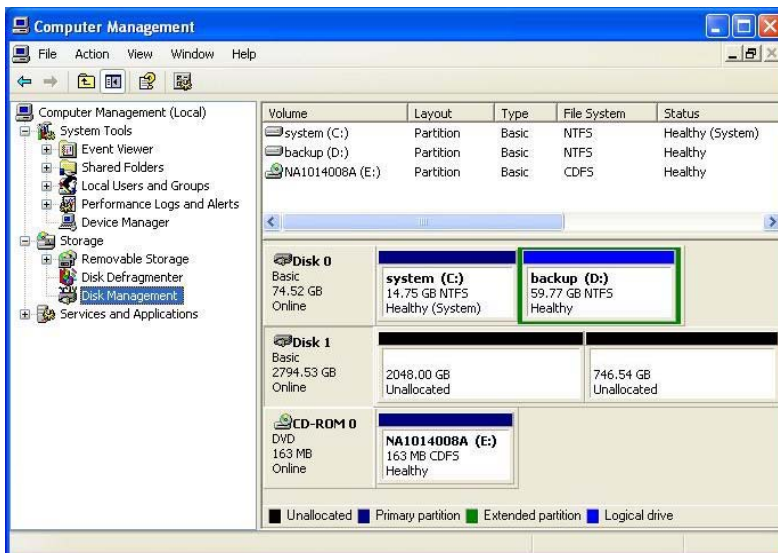 Computer Management
File Action View Window Help
Computer Management (Local)
System Tools
Event Viewer
Shared Folders
Local Users and Groups
Performance Logs and Alerts
Device Manager
Storage
Removable Storage
Disk Defragmenter
Disk Management
Services and Applications
Volume Layout Type File System Status
system (C:) Partition Basic NTFS Healthy (System)
backup (D:) Partition Basic NTFS Healthy
NA1014008A (E:) Partition Basic CDFS Healthy
Disk 0
Basic
74.52 GB
Online
system (C:)
14.75 GB NTFS
Healthy (System)
backup (D:)
59.77 GB NTFS
Healthy
Disk 1
Basic
2794.53 GB
Online
2048.00 GB
Unallocated
746.54 GB
Unallocated
CD-ROM 0
DVD
163 MB
Online
NA1014008A (E:)
163 MB CDFS
Healthy
Unallocated Primary partition Extended partition Logical drive